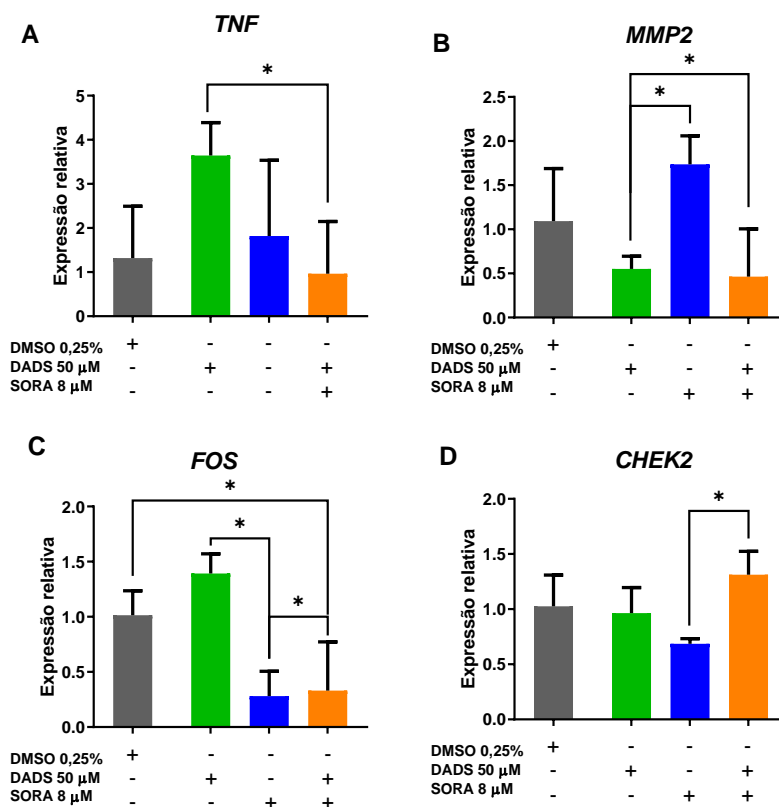 A
TNF
*
Expressão relativa
5
4
3
2
1
0
DMSO 0,25% + - - -
DADS 50 μM - + - +
SORA 8 μM - - - +
B
MMP2
*
*
Expressão relativa
2.5
2.0
1.5
1.0
0.5
0.0
DMSO 0,25% + - - -
DADS 50 μM - + - +
SORA 8 μM - - + +
C
FOS
*
*
*
Expressão relativa
2.0
1.5
1.0
0.5
0.0
DMSO 0,25% + - - -
DADS 50 μM - + - +
SORA 8 μM - - + +
D
CHEK2
*
Expressão relativa
2.0
1.5
1.0
0.5
0.0
DMSO 0,25% + - - -
DADS 50 μM - + - +
SORA 8 μM - - + +